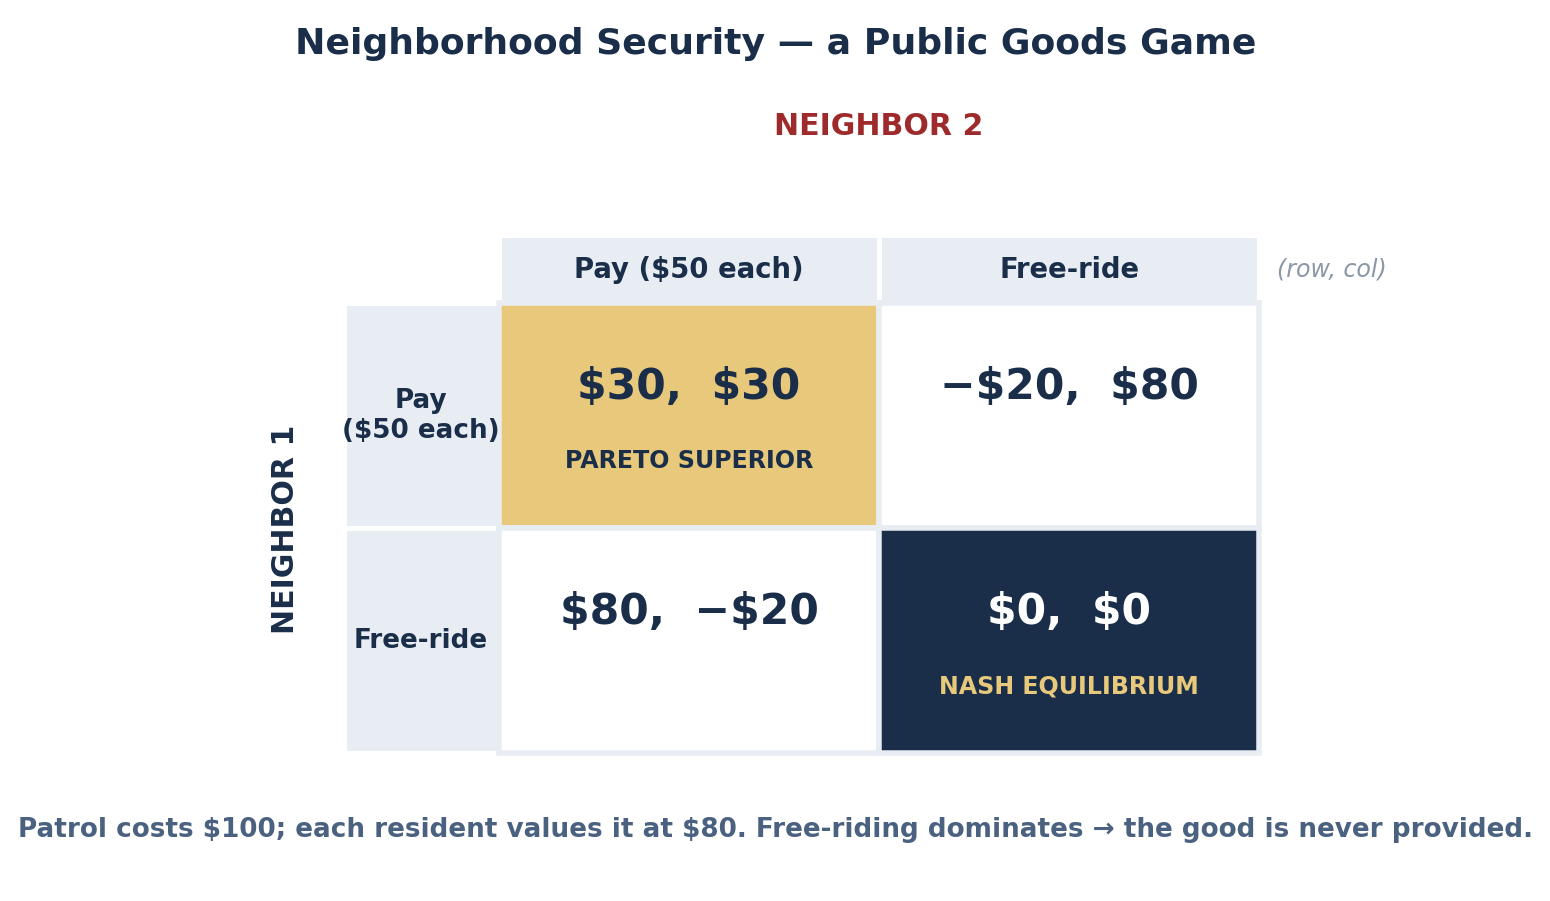 Neighborhood Security — a Public Goods Game
NEIGHBOR 2
Pay ($50 each)
Free-ride
(row, col)
NEIGHBOR 1
Pay
($50 each)
$30, $30
PARETO SUPERIOR
−$20, $80
Free-ride
$80, −$20
$0, $0
NASH EQUILIBRIUM
Patrol costs $100; each resident values it at $80. Free-riding dominates → the good is never provided.